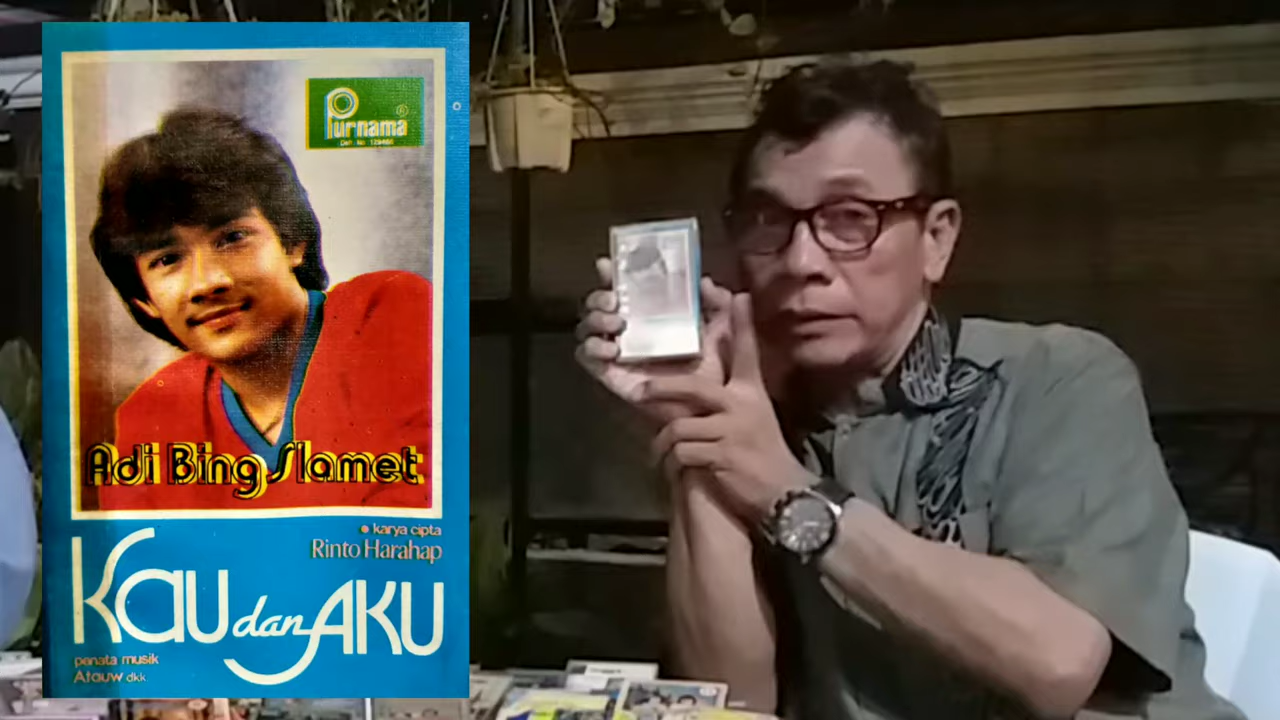 Purnama ®
Adi Bing Slamet
• karya cipta
Rinto Harahap
Kau dan AKU
penata musik
Atauw dkk